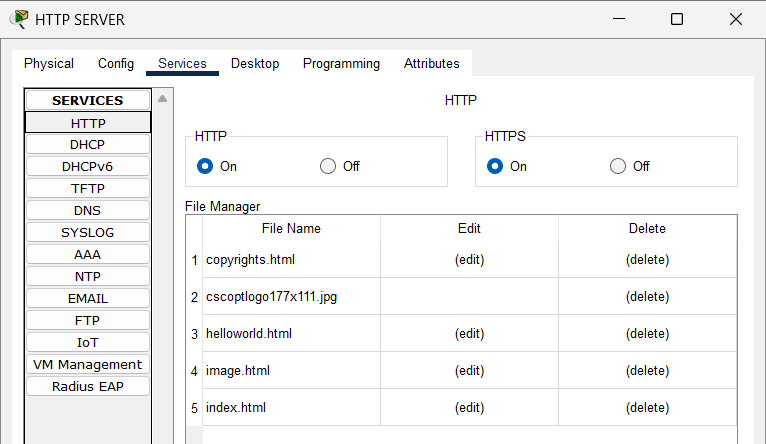 HTTP SERVER
Physical Config Services Desktop Programming Attributes
SERVICES
HTTP
DHCP
DHCPv6
TFTP
DNS
SYSLOG
AAA
NTP
EMAIL
FTP
IoT
VM Management
Radius EAP
HTTP
HTTP
On Off
HTTPS
On Off
File Manager
File Name Edit Delete
1 copyrights.html (edit) (delete)
2 cscoptlogo177x111.jpg (delete)
3 helloworld.html (edit) (delete)
4 image.html (edit) (delete)
5 index.html (edit) (delete)